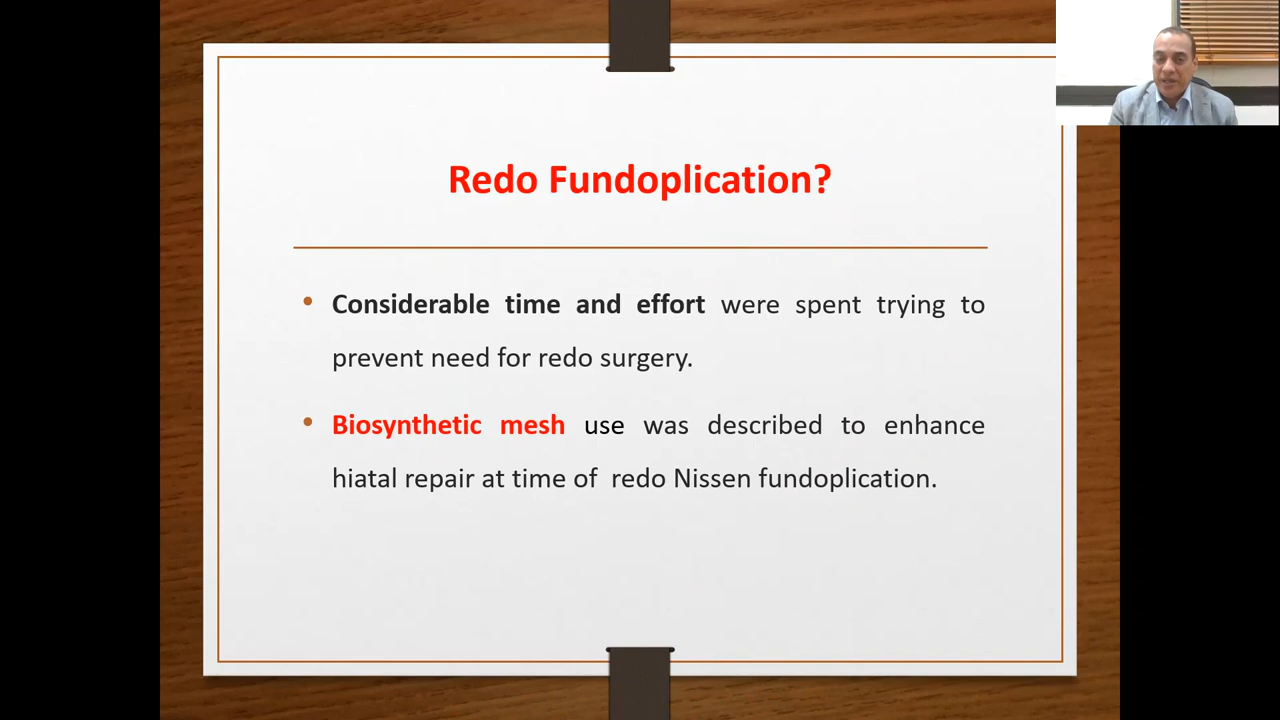 Redo Fundoplication?
• Considerable time and effort were spent trying to
prevent need for redo surgery.
• Biosynthetic mesh use was described to enhance
hiatal repair at time of redo Nissen fundoplication.